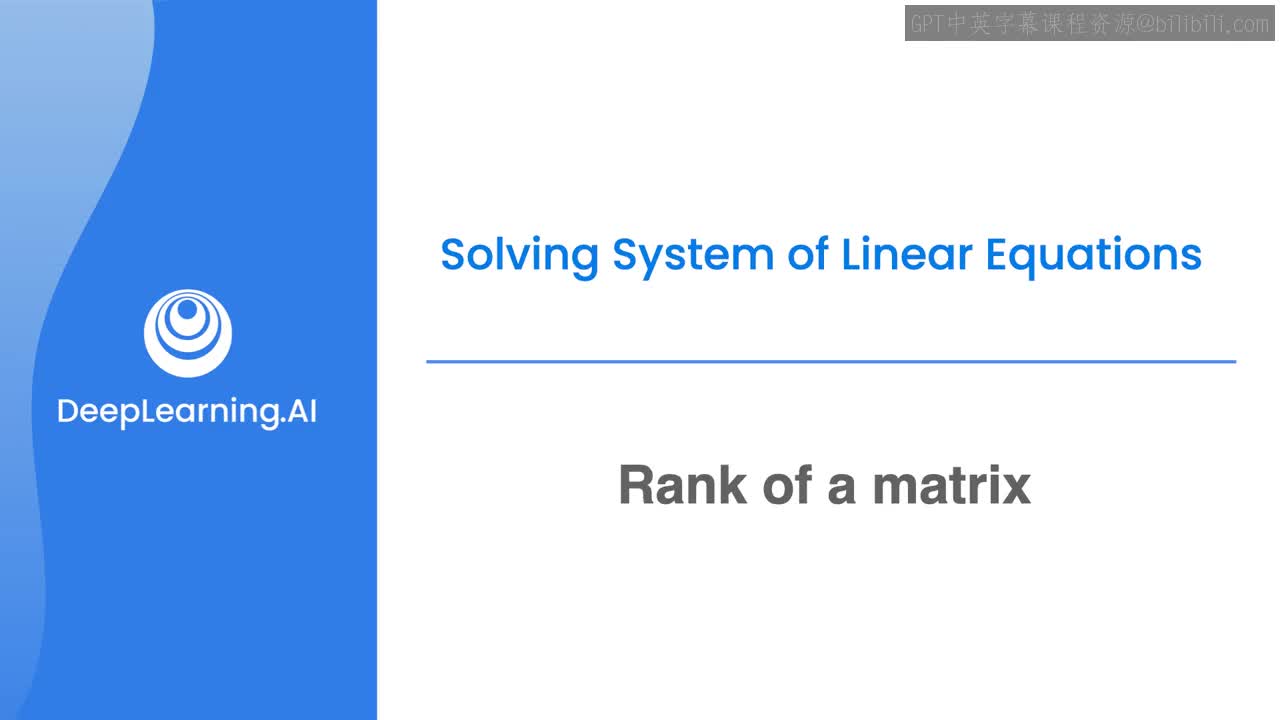 GPT中英字幕课程资源@bilibili.com
Solving System of Linear Equations
DeepLearning.AI
Rank of a matrix